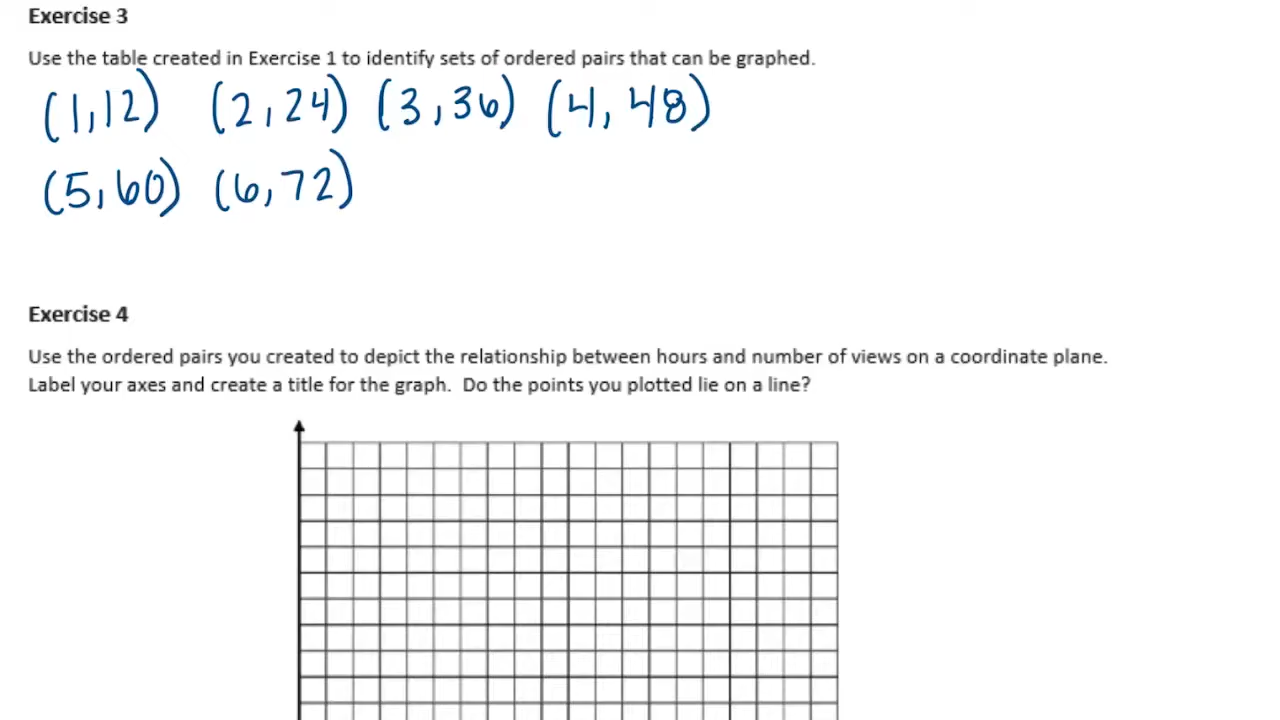 Exercise 3
Use the table created in Exercise 1 to identify sets of ordered pairs that can be graphed.
(1,12) (2,24) (3,36) (4,48)
(5,60) (6,72)
Exercise 4
Use the ordered pairs you created to depict the relationship between hours and number of views on a coordinate plane.
Label your axes and create a title for the graph. Do the points you plotted lie on a line?